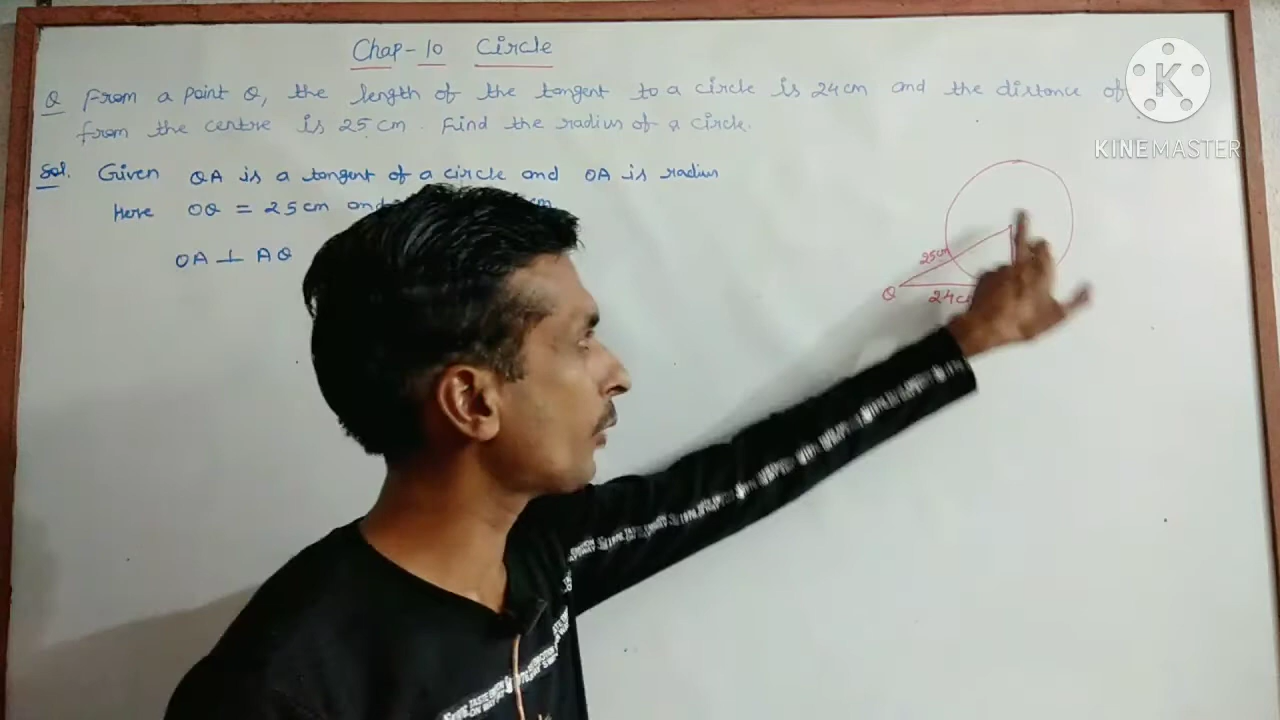 Chap-10 Circle
Q From a point Q, the length of the tangent to a circle is 24cm and the distance of
from the centre is 25 cm. Find the radius of a circle.
Sol. Given QA is a tangent of a circle and OA is radius
Here OQ = 25cm and cm
OA ⊥ AQ
25cm
Q
24c
K
KINEMASTER